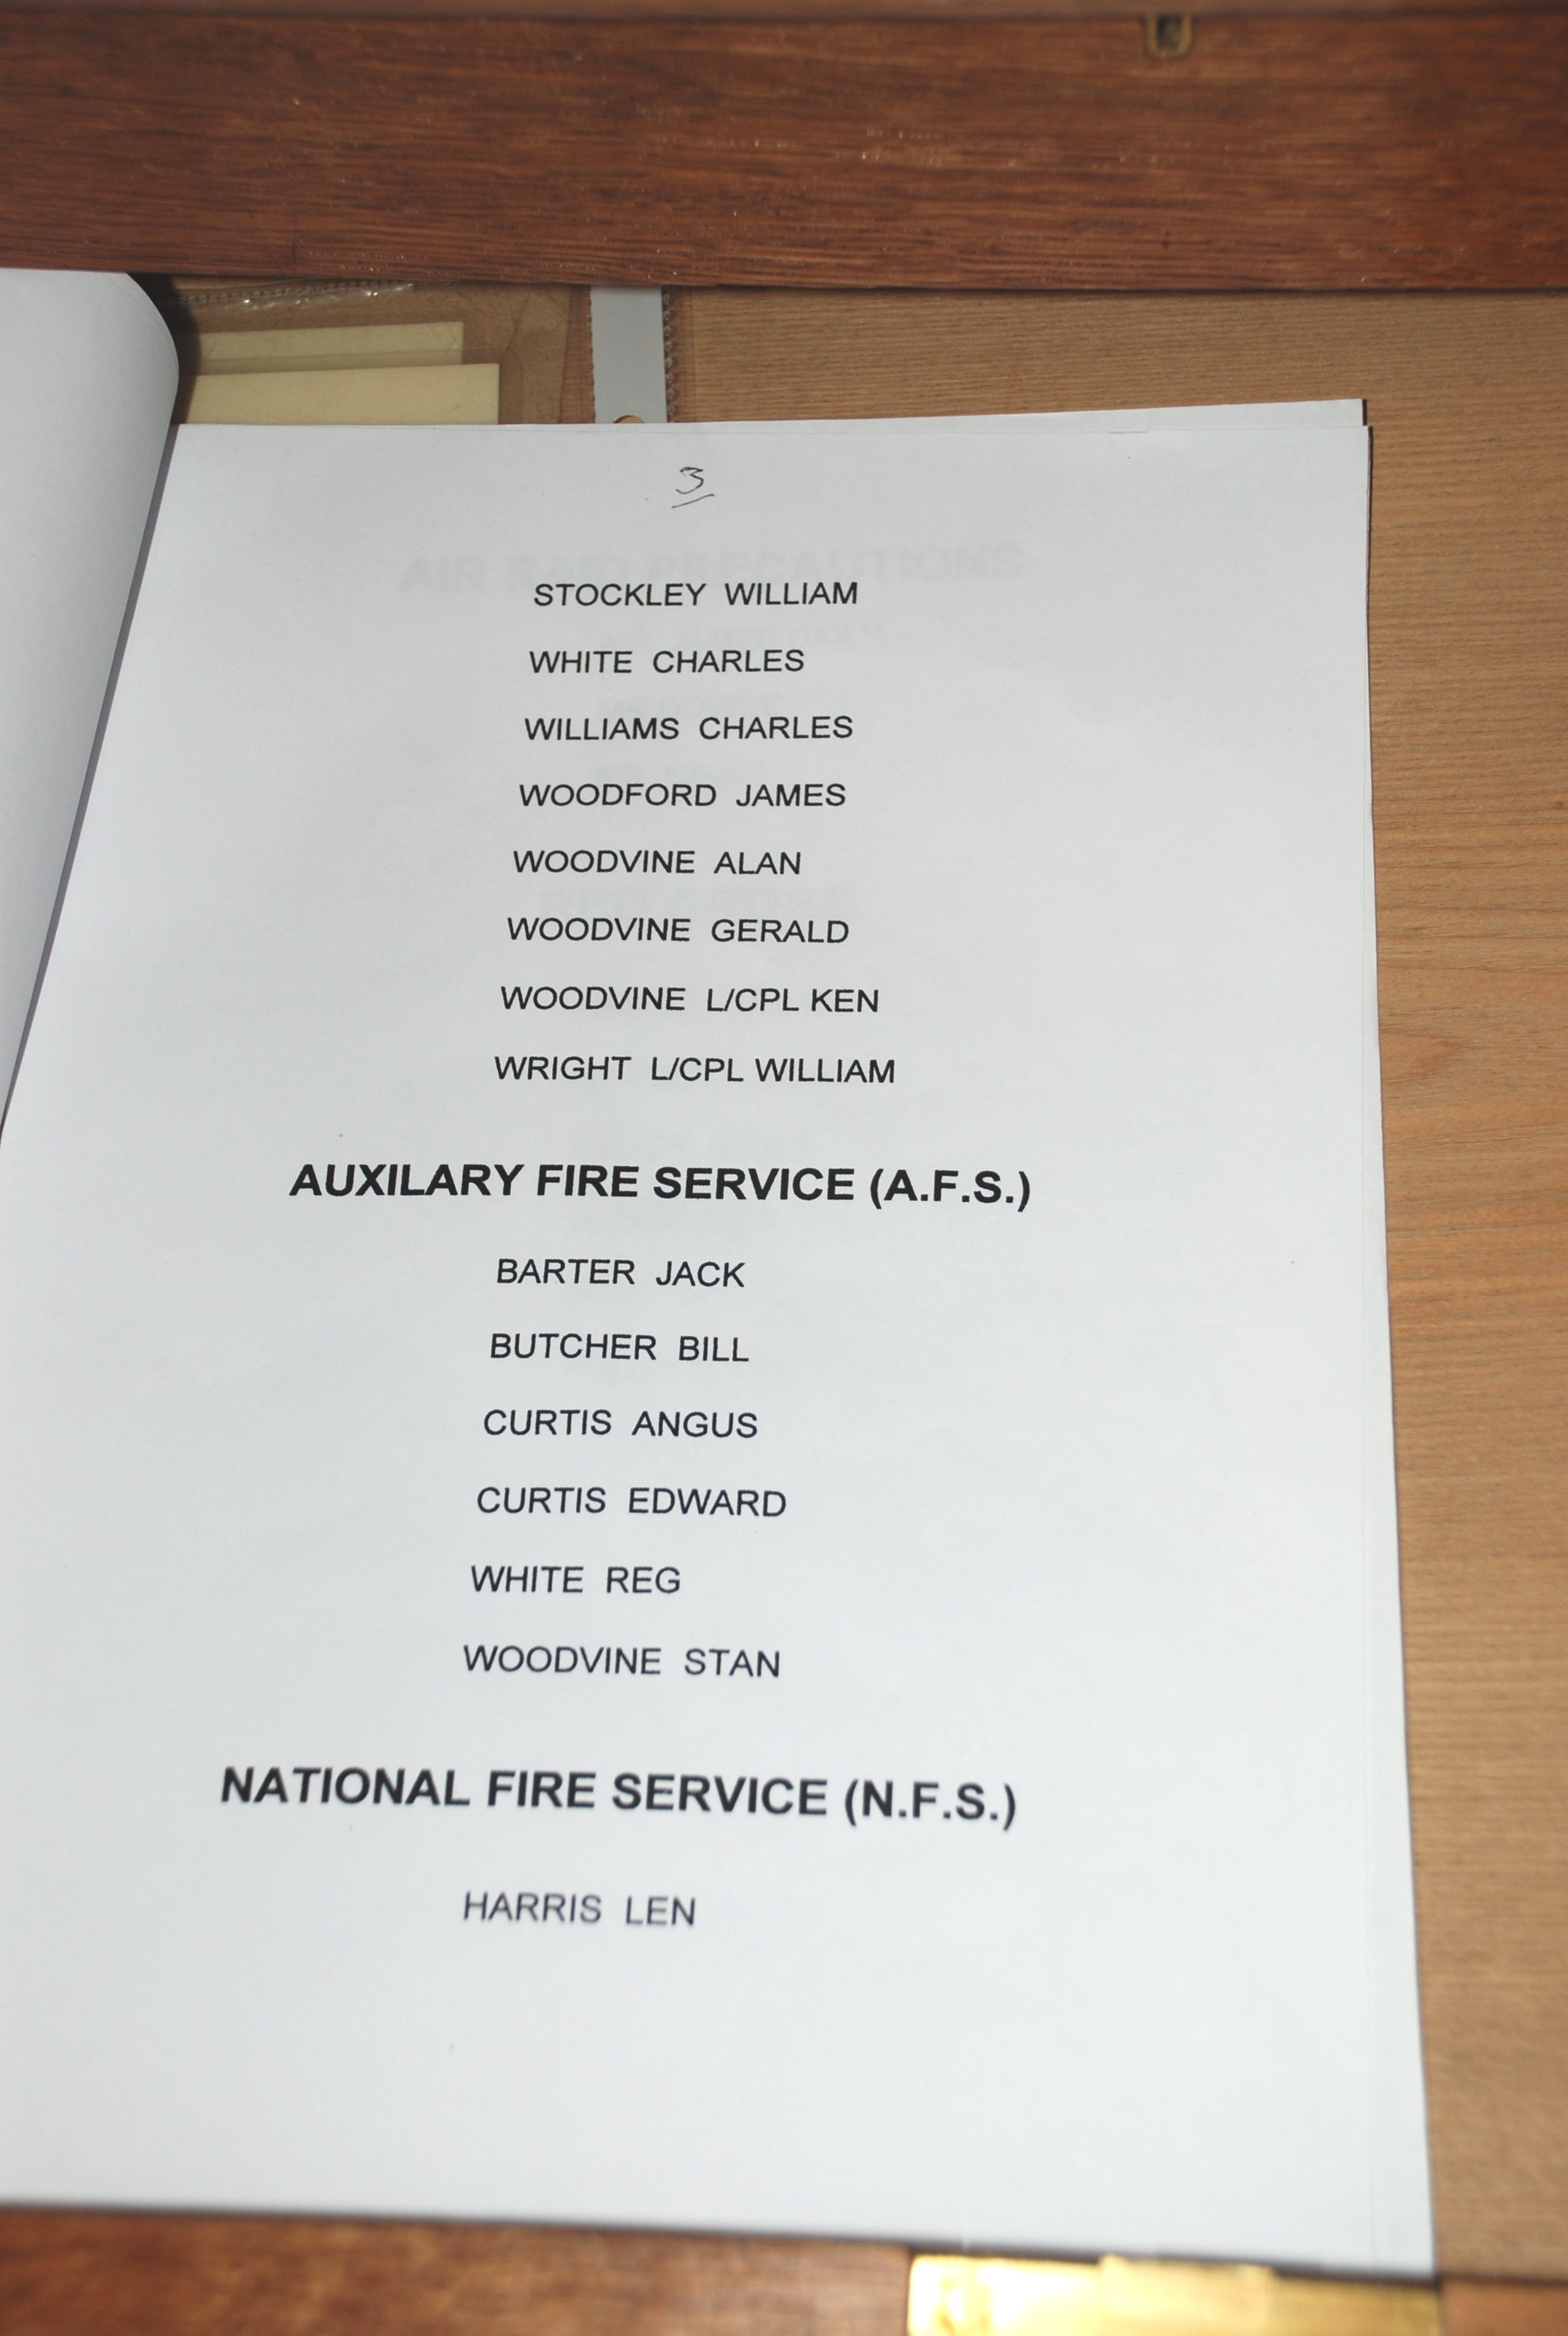 3
STOCKLEY WILLIAM
WHITE CHARLES
WILLIAMS CHARLES
WOODFORD JAMES
WOODVINE ALAN
WOODVINE GERALD
WOODVINE L/CPL KEN
WRIGHT L/CPL WILLIAM
AUXILARY FIRE SERVICE (A.F.S.)
BARTER JACK
BUTCHER BILL
CURTIS ANGUS
CURTIS EDWARD
WHITE REG
WOODVINE STAN
NATIONAL FIRE SERVICE (N.F.S.)
HARRIS LEN